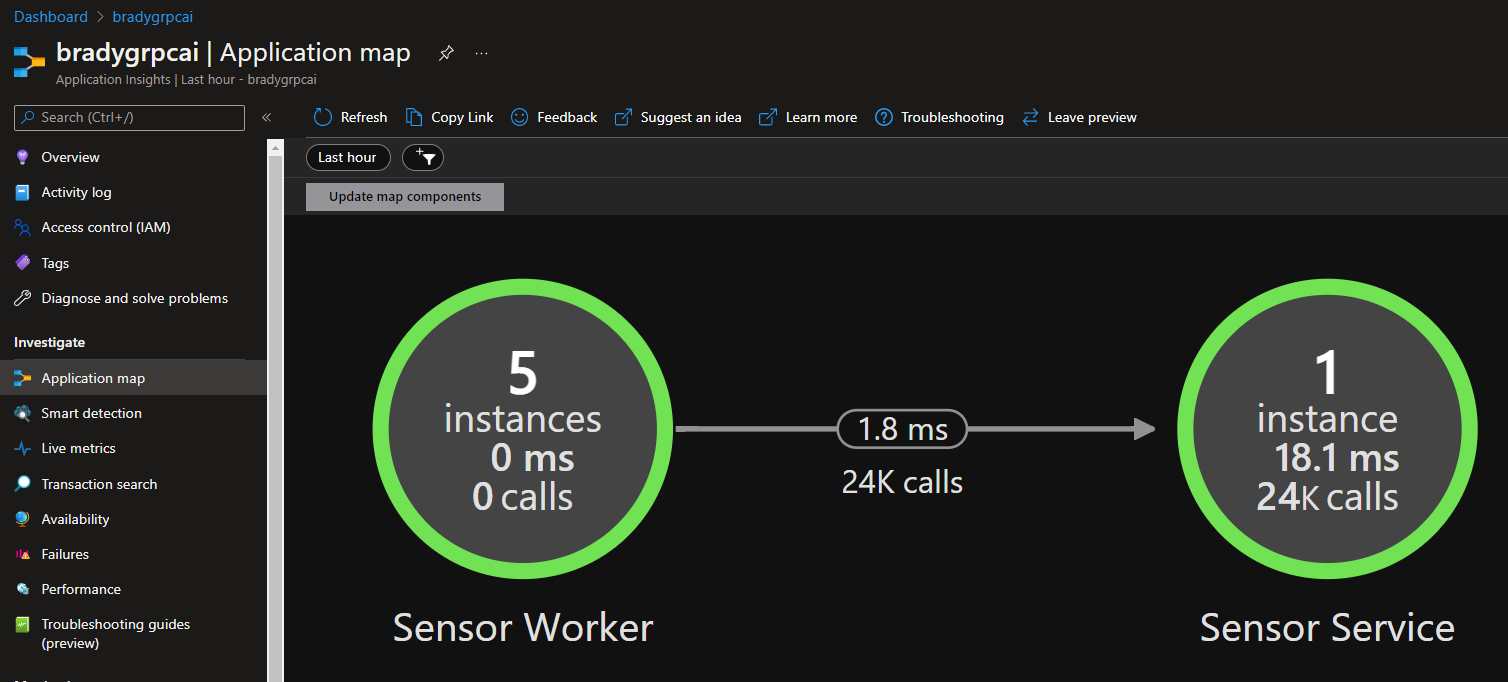 Dashboard > bradygrpcai
bradygrpcai | Application map
Application Insights | Last hour - bradygrpcai
Search (Ctrl+/)
«
Refresh
Copy Link
Feedback
Suggest an idea
Learn more
Troubleshooting
Leave preview
Overview
Activity log
Access control (IAM)
Tags
Diagnose and solve problems
Investigate
Application map
Smart detection
Live metrics
Transaction search
Availability
Failures
Performance
Troubleshooting guides
(preview)
Last hour
Update map components
5
instances
0 ms
0 calls
Sensor Worker
1.8 ms
24K calls
1
instance
18.1 ms
24K calls
Sensor Service